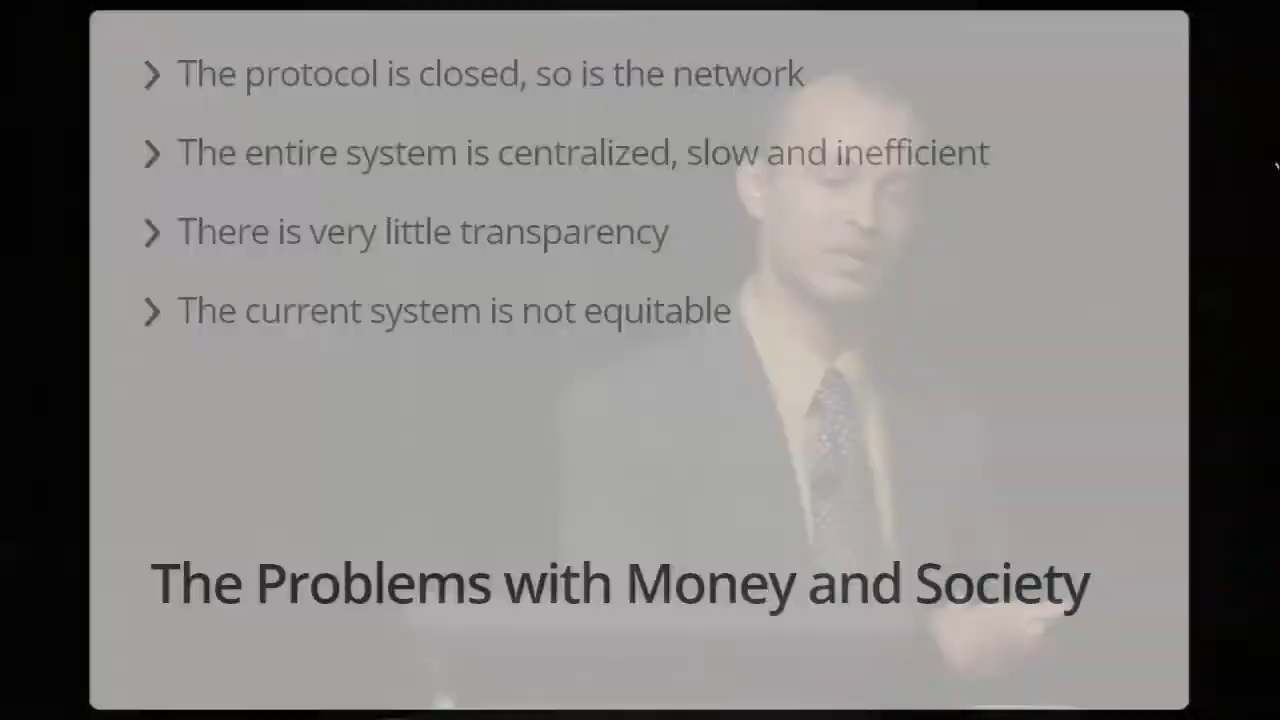 The protocol is closed, so is the network
The entire system is centralized, slow and inefficient
There is very little transparency
The current system is not equitable
The Problems with Money and Society